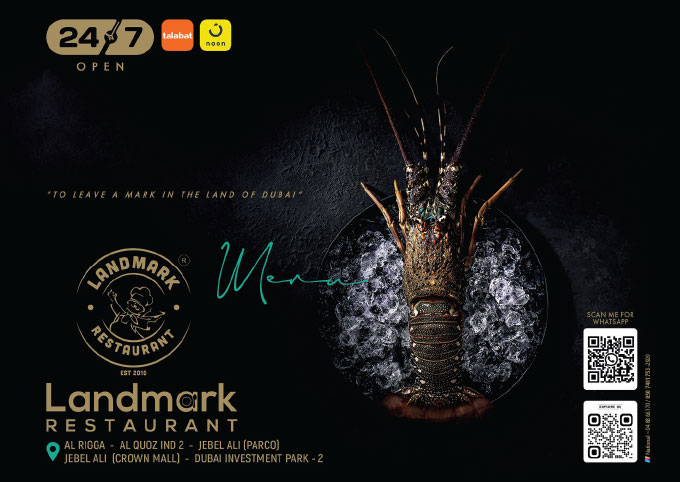 24 7
OPEN
talabat
noon
"TO LEAVE A MARK IN THE LAND OF DUBAI"
Menu
LANDMARK
®
RESTAURANT
EST 2010
Landmark
RESTAURANT
AL RIGGA - AL QUOZ IND 2 - JEBEL ALI (PARCO)
JEBEL ALI (CROWN MALL) - DUBAI INVESTMENT PARK - 2
SCAN ME FOR
WHATSAPP
EXPLORE US